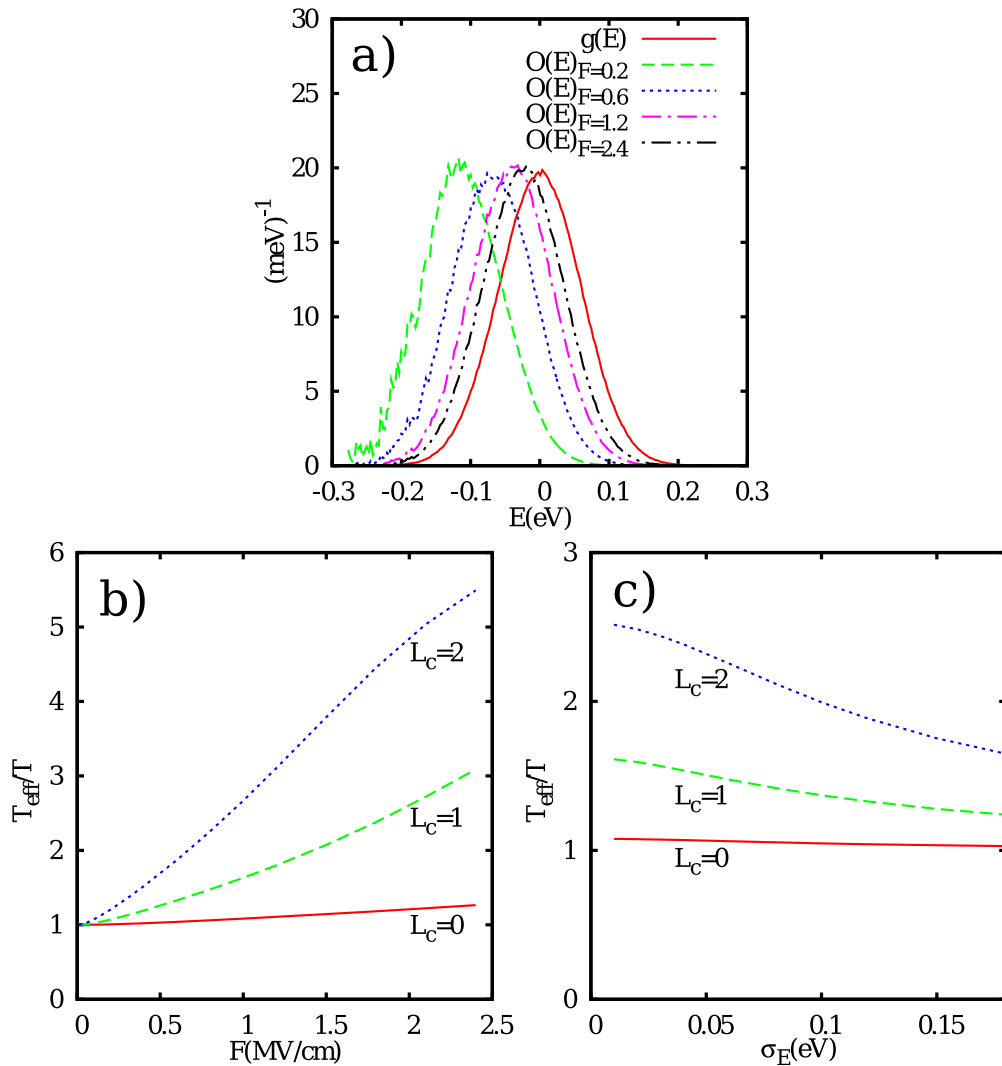 a)
g(E)
O(E)F=0.2
O(E)F=0.6
O(E)F=1.2
O(E)F=2.4
30
25
20
15
10
5
0
(meV)-1
-0.3 -0.2 -0.1 0 0.1 0.2 0.3
E(eV)
b)
6
5
4
3
2
1
0
Teff/T
Lc=2
Lc=1
Lc=0
0 0.5 1 1.5 2 2.5
F(MV/cm)
c)
3
2
1
0
Teff/T
Lc=2
Lc=1
Lc=0
0 0.05 0.1 0.15
σE(eV)